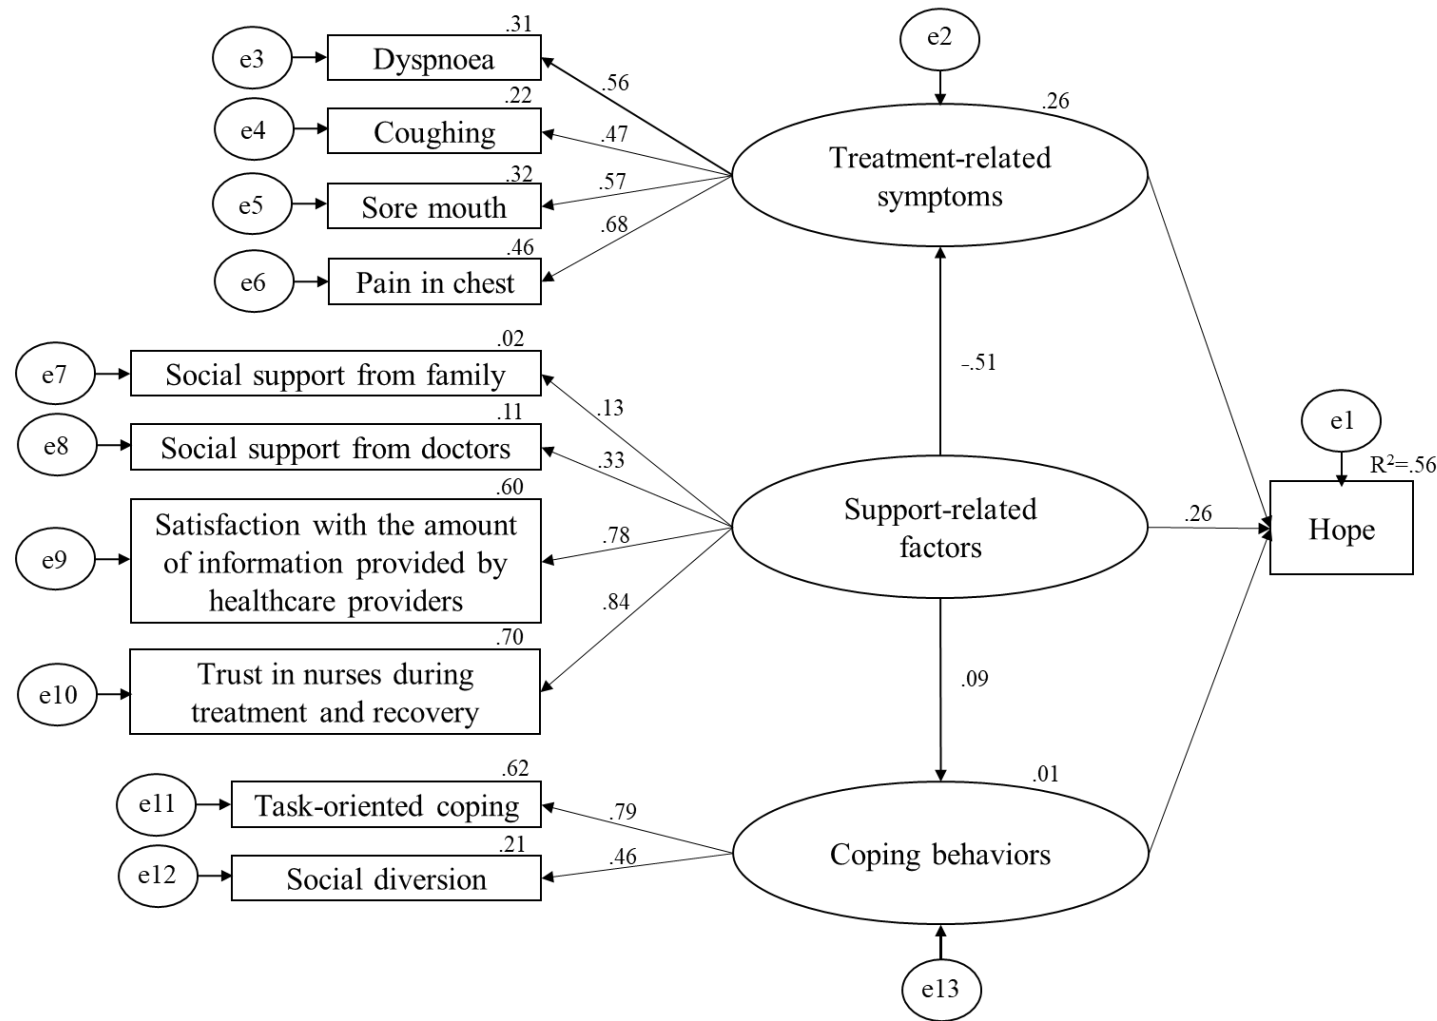 .31
e3
Dyspnoea
.56
.22
e4
Coughing
.47
.32
e5
Sore mouth
.57
.46
e6
Pain in chest
.68
e2
.26
Treatment-related
symptoms
-.51
.02
e7
Social support from family
.13
.11
e8
Social support from doctors
.33
.60
e9
Satisfaction with the amount
of information provided by
healthcare providers
.78
.70
e10
Trust in nurses during
treatment and recovery
.84
Support-related
factors
.26
e1
R²=.56
Hope
.09
.62
e11
Task-oriented coping
.79
.21
e12
Social diversion
.46
.01
Coping behaviors
e13